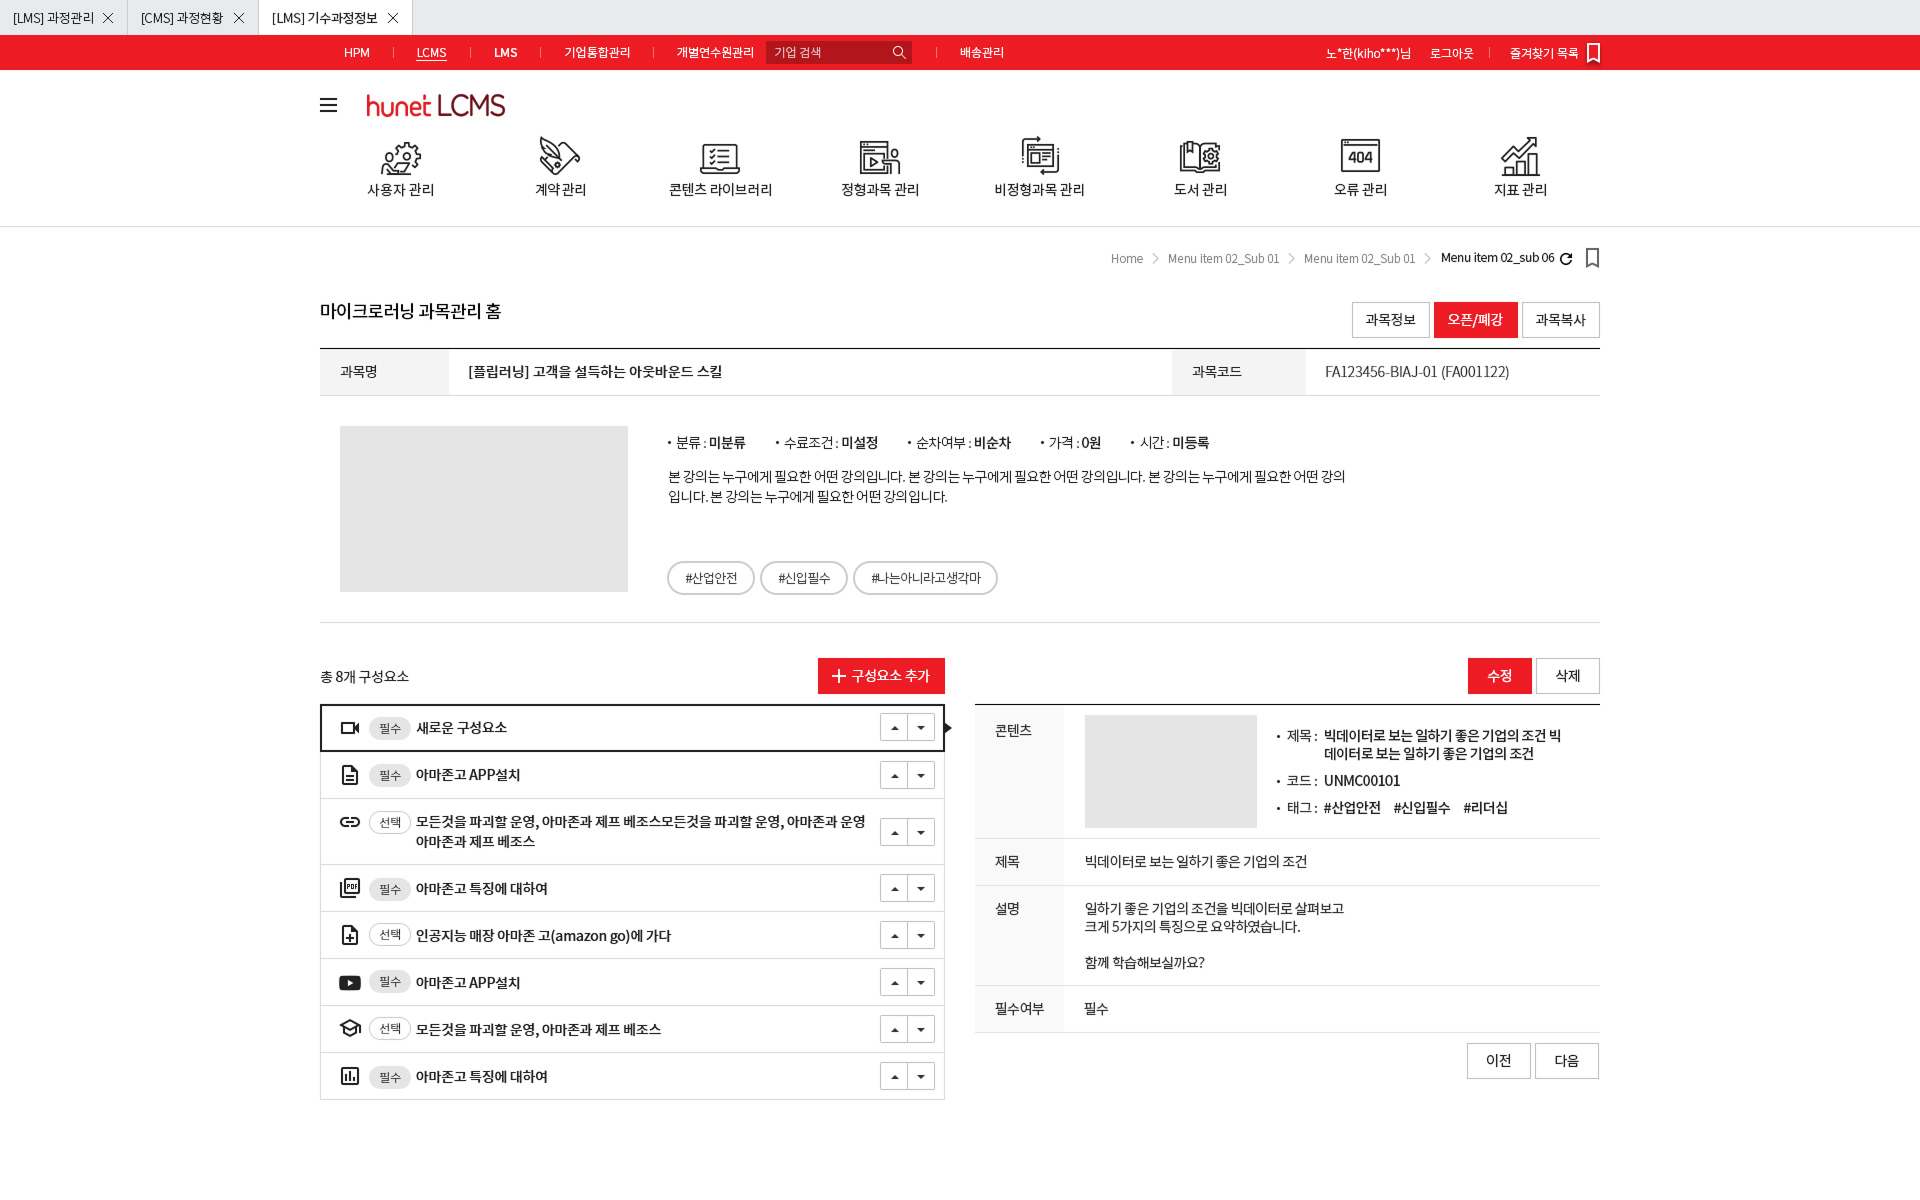 [LMS] 과정관리
[CMS] 과정현황
[LMS] 기수과정정보
HPM
LCMS
LMS
기업통합관리
개별연수원관리
기업 검색
배송관리
노*한(kiho***)님
로그아웃
즐겨찾기 목록
hunet LCMS
사용자 관리
계약관리
콘텐츠 라이브러리
정형과목 관리
404
비정형과목 관리
도서 관리
오류 관리
지표 관리
Home
Menu item 02_Sub 01
Menu item 02_Sub 01
Menu item 02_sub 06
마이크로러닝 과목관리 홈
과목정보
오픈/폐강
과목복사
과목명
[플립러닝] 고객을 설득하는 아웃바운드 스킬
과목코드
FA123456-BIAJ-01 (FA001122)
• 분류 : 미분류
• 수료조건 : 미설정
• 순차여부 : 비순차
• 가격 : 0원
• 시간 : 미등록
본 강의는 누구에게 필요한 어떤 강의입니다. 본 강의는 누구에게 필요한 어떤 강의입니다. 본 강의는 누구에게 필요한 어떤 강의
입니다. 본 강의는 누구에게 필요한 어떤 강의입니다.
#산업안전
#신입필수
#나는아니라고생각마
총 8개 구성요소
구성요소 추가
필수 새로운 구성요소
필수 아마존고 APP설치
선택 모든것을 파괴할 운영, 아마존과 제프 베조스모든것을 파괴할 운영, 아마존과 운영
아마존과 제프 베조스
PDF 필수 아마존고 특징에 대하여
선택 인공지능 매장 아마존 고(amazon go)에 가다
필수 아마존고 APP설치
선택 모든것을 파괴할 운영, 아마존과 제프 베조스
필수 아마존고 특징에 대하여
수정
삭제
콘텐츠
• 제목 : 빅데이터로 보는 일하기 좋은 기업의 조건 빅
데이터로 보는 일하기 좋은 기업의 조건
• 코드 : UNMC00101
• 태그 : #산업안전 #신입필수 #리더십
제목
빅데이터로 보는 일하기 좋은 기업의 조건
설명
일하기 좋은 기업의 조건을 빅데이터로 살펴보고
크게 5가지의 특징으로 요약하였습니다.
함께 학습해보실까요?
필수여부
필수
이전
다음